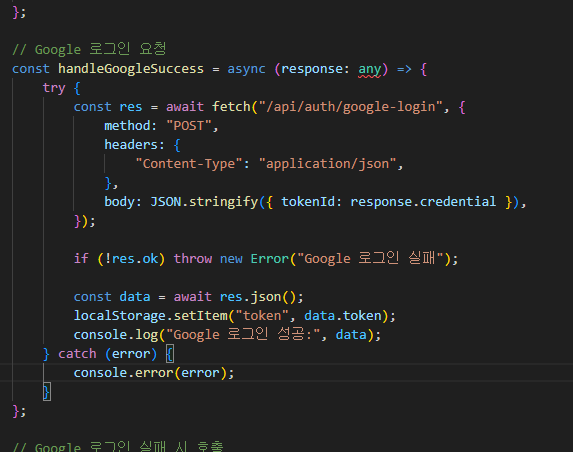 };
// Google 로그인 요청
const handleGoogleSuccess = async (response: any) => {
    try {
        const res = await fetch("/api/auth/google-login", {
            method: "POST",
            headers: {
                "Content-Type": "application/json",
            },
            body: JSON.stringify({ tokenId: response.credential }),
        });
        if (!res.ok) throw new Error("Google 로그인 실패");
        const data = await res.json();
        localStorage.setItem("token", data.token);
        console.log("Google 로그인 성공:", data);
    } catch (error) {
        console.error(error);
    }
};
// Google 로그인 실패 시 호출